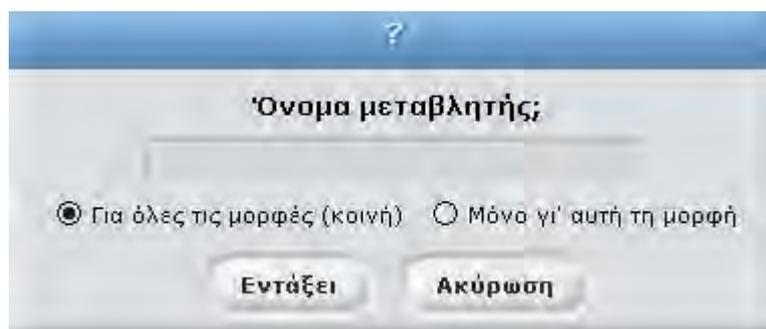 ?
Όνομα μεταβλητής;
Για όλες τις μορφές (κοινή) Μόνο γι' αυτή τη μορφή
Εντάξει Ακύρωση